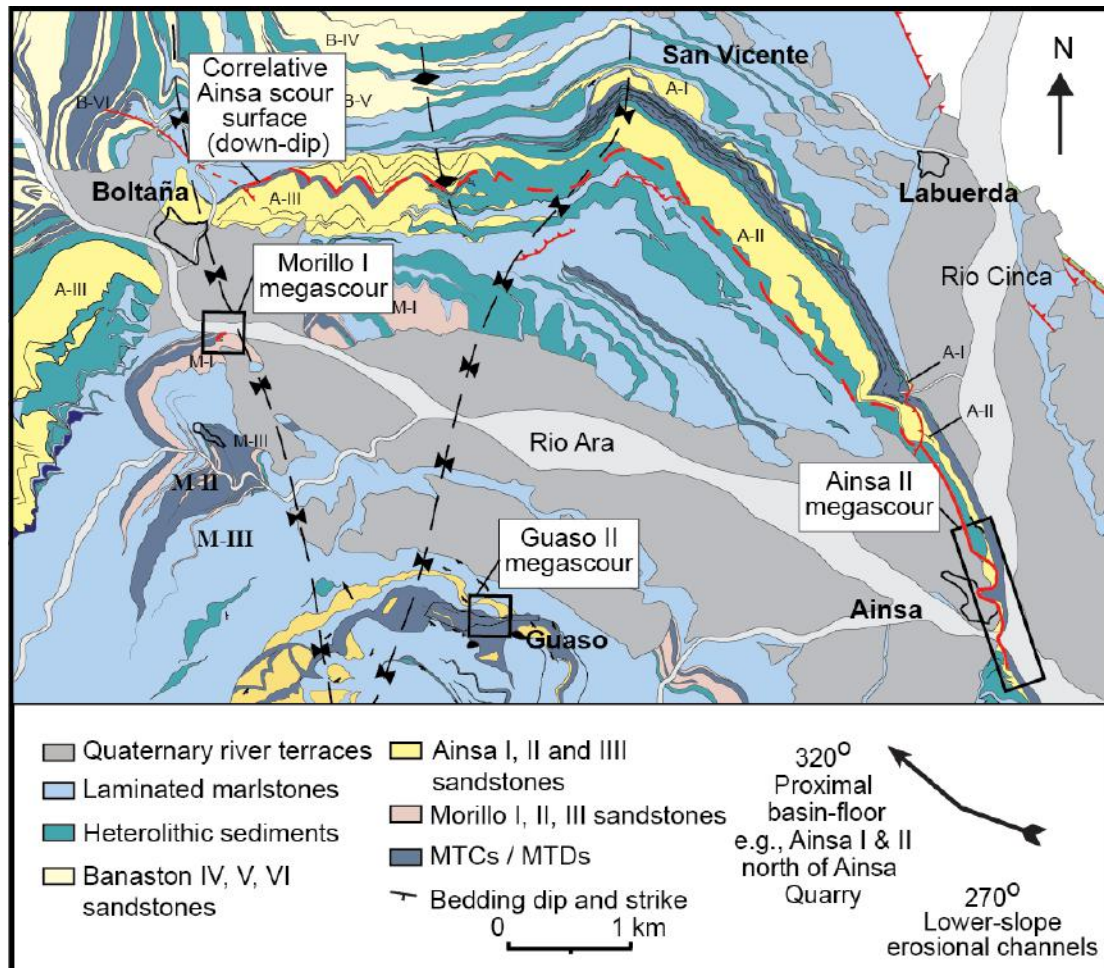 B-IV
San Vicente
N
Correlative
Ainsa scour
surface
(down-dip)
B-V
A-I
B-VI
Boltaña
A-III
Labuerda
A-II
Rio Cinca
Morillo I
megascour
A-III
M-I
A-I
M-I
A-II
Rio Ara
M-III
M-II
Ainsa II
megascour
M-III
Guaso II
megascour
Ainsa
Guaso
Quaternary river terraces
Laminated marlstones
Heterolithic sediments
Banaston IV, V, VI
sandstones
Ainsa I, II and IIII
sandstones
Morillo I, II, III sandstones
MTCs / MTDs
Bedding dip and strike
0 1 km
320°
Proximal
basin-floor
e.g., Ainsa I & II
north of Ainsa
Quarry
270°
Lower-slope
erosional channels